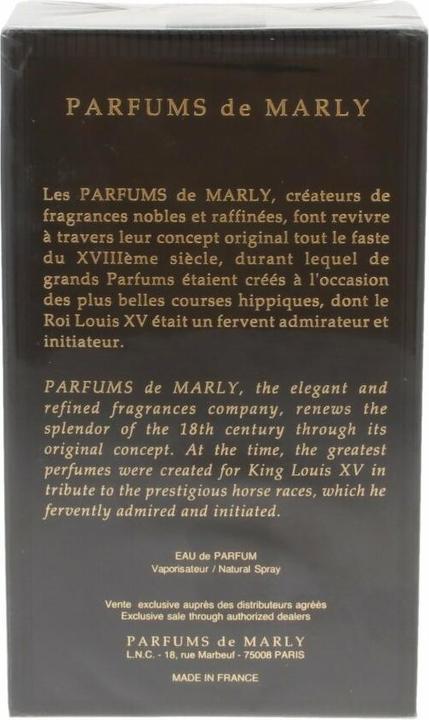 PARFUMS de MARLY
Les PARFUMS de MARLY, créateurs de
fragrances nobles et raffinées, font revivre
à travers leur concept original tout le faste
du XVIIIème siècle, durant lequel de
grands Parfums étaient créés à l'occasion
des plus belles courses hippiques, dont le
Roi Louis XV était un fervent admirateur et
initiateur.
PARFUMS de MARLY, the elegant and
refined fragrances company, renews the
splendor of the 18th century through its
original concept. At the time, the greatest
perfumes were created for King Louis XV in
tribute to the prestigious horse races, which he
fervently admired and initiated.
EAU de PARFUM
Vaporisateur / Natural Spray
Vente exclusive auprès des distributeurs agréés
Exclusive sale through authorized dealers
PARFUMS de MARLY
L.N.C. - 18, rue Marbeuf - 75008 PARIS
MADE IN FRANCE